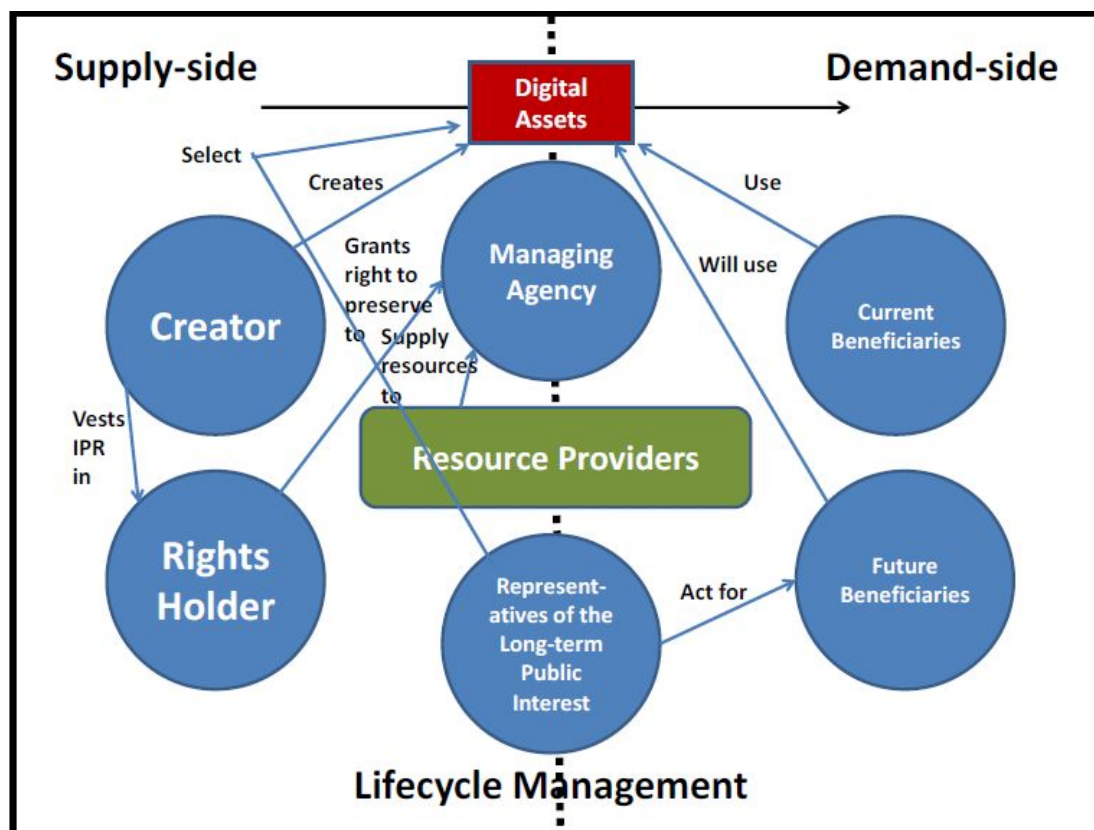 Supply-side
Demand-side
Digital
Assets
Select
Creates
Use
Grants
right to
preserve
to
Managing
Agency
Will use
Creator
Current
Beneficiaries
Supply
resources
to
Vests
IPR
in
Resource Providers
Rights
Holder
Represent-
atives of the
Long-term
Public
Interest
Act for
Future
Beneficiaries
Lifecycle Management